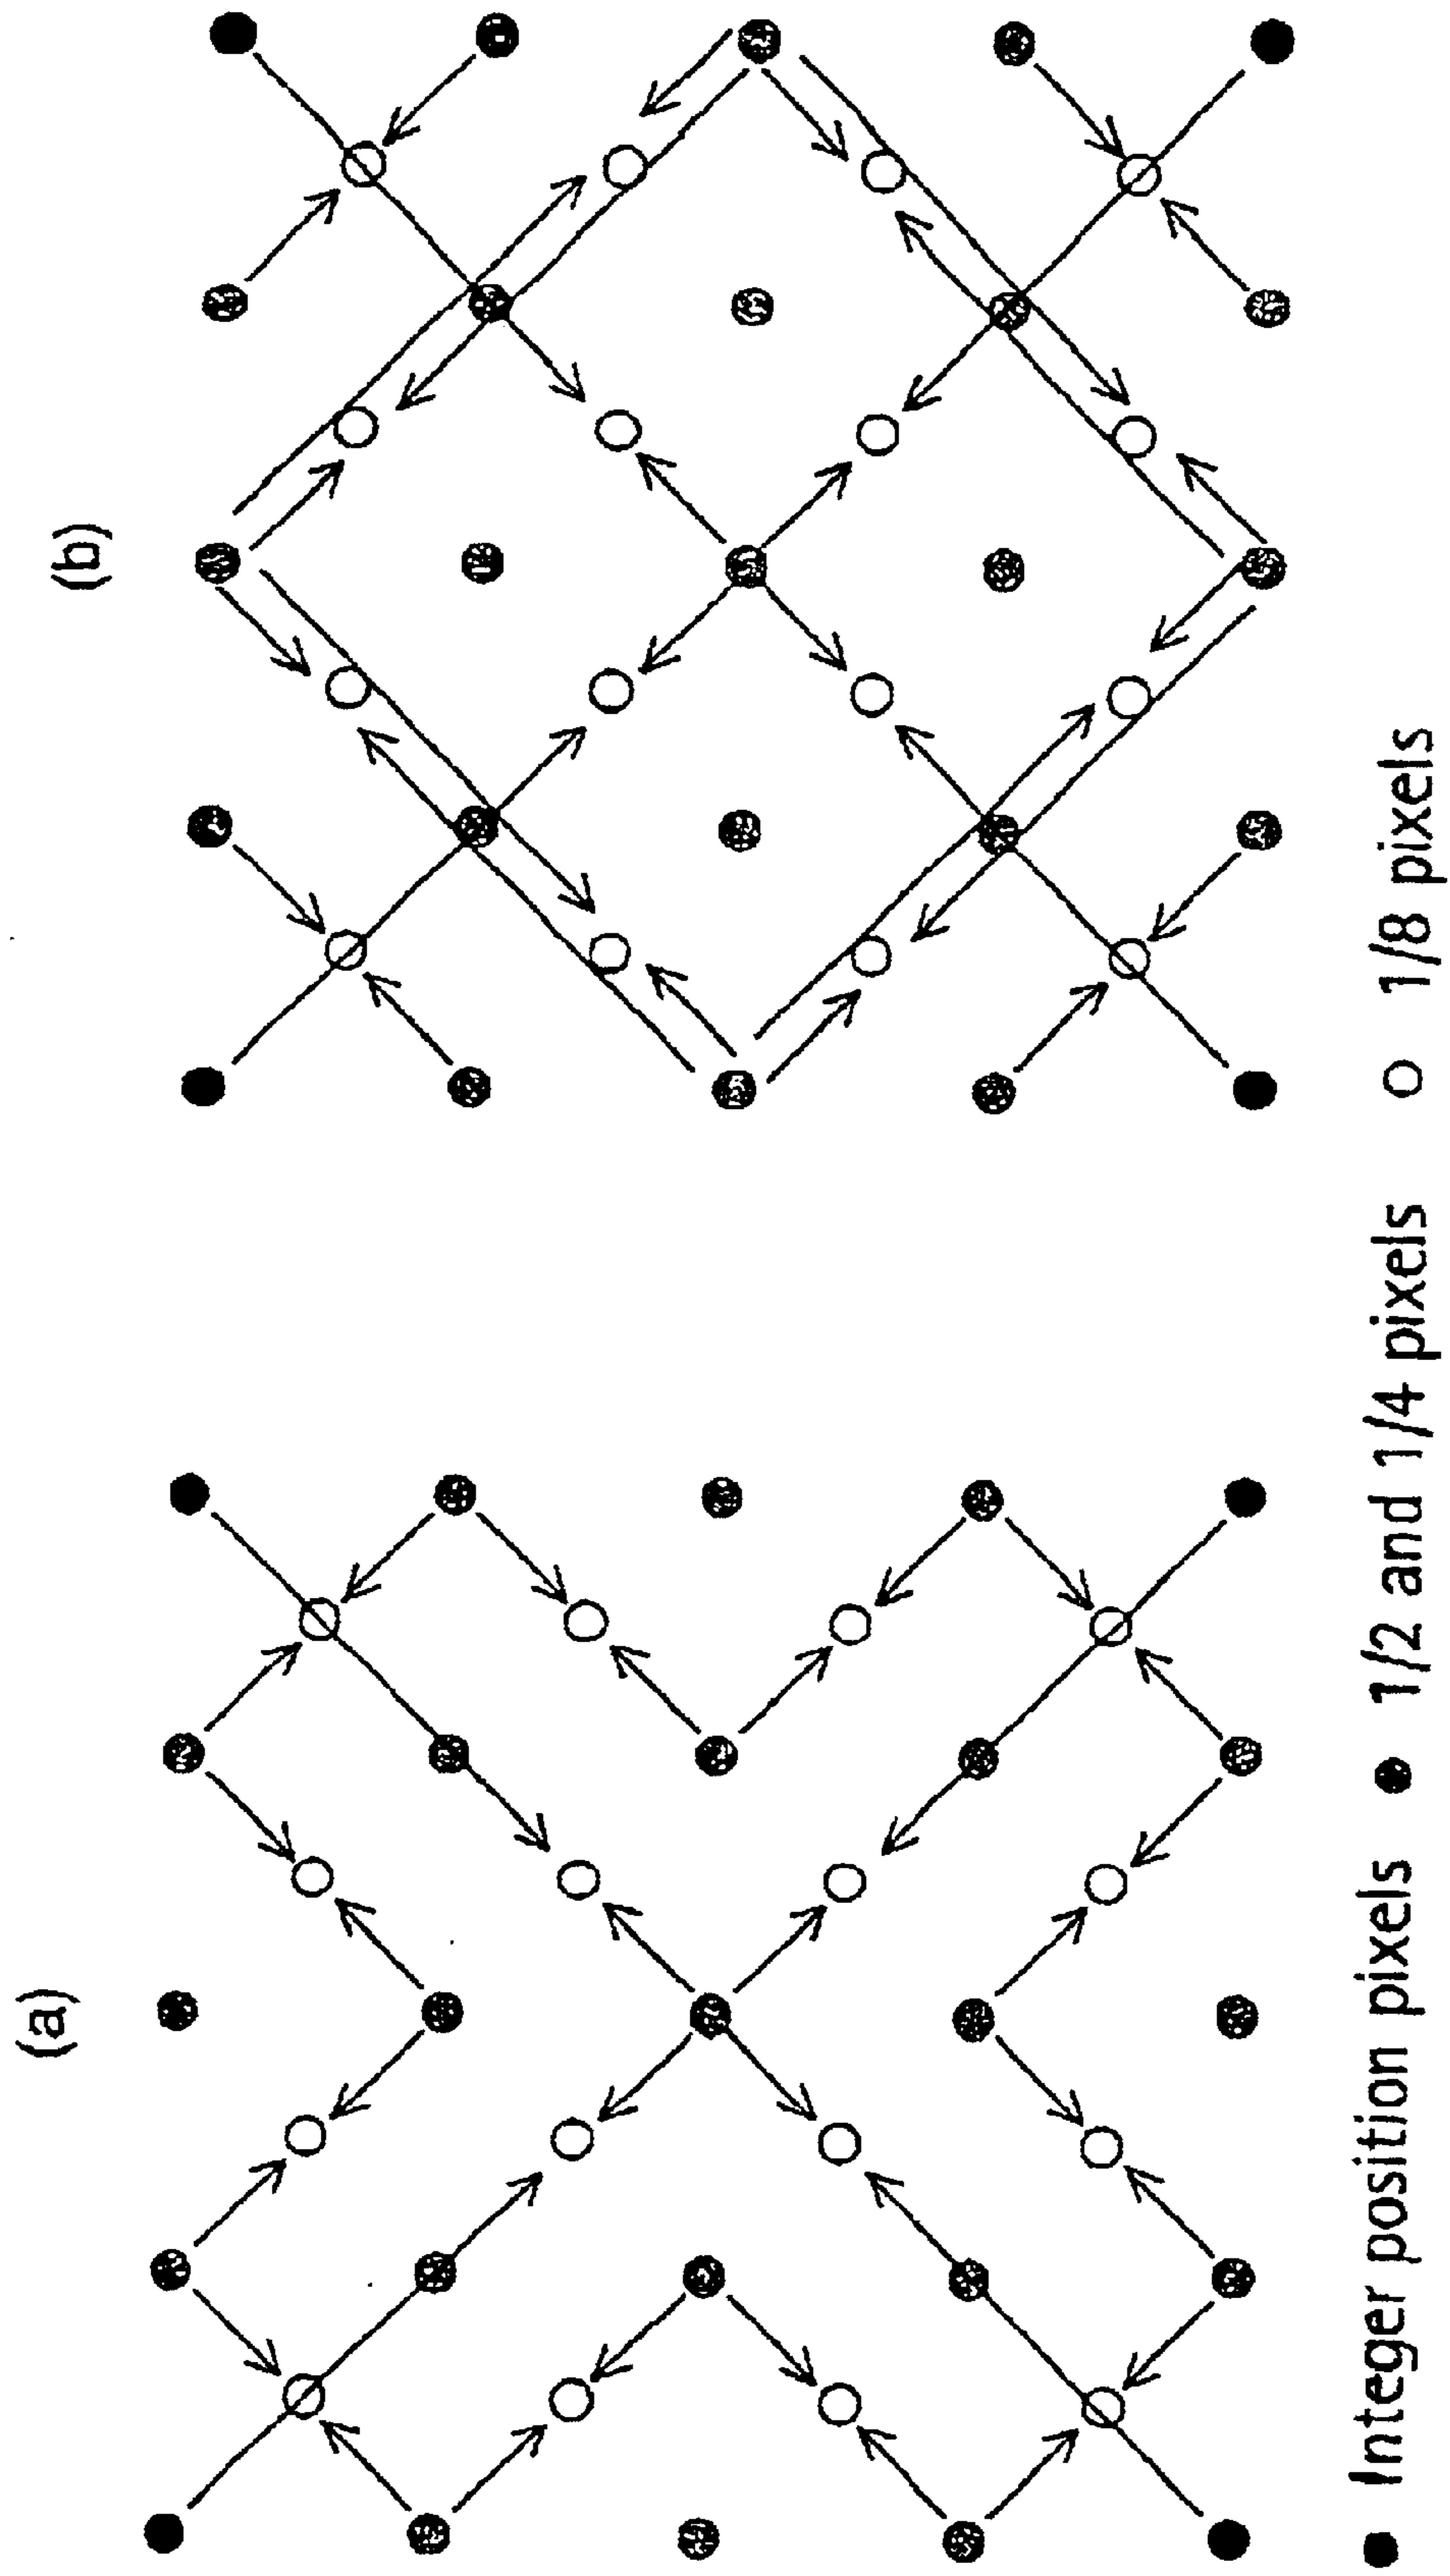 (a)
(b)
Integer position pixels 1/2 and 1/4 pixels 1/8 pixels